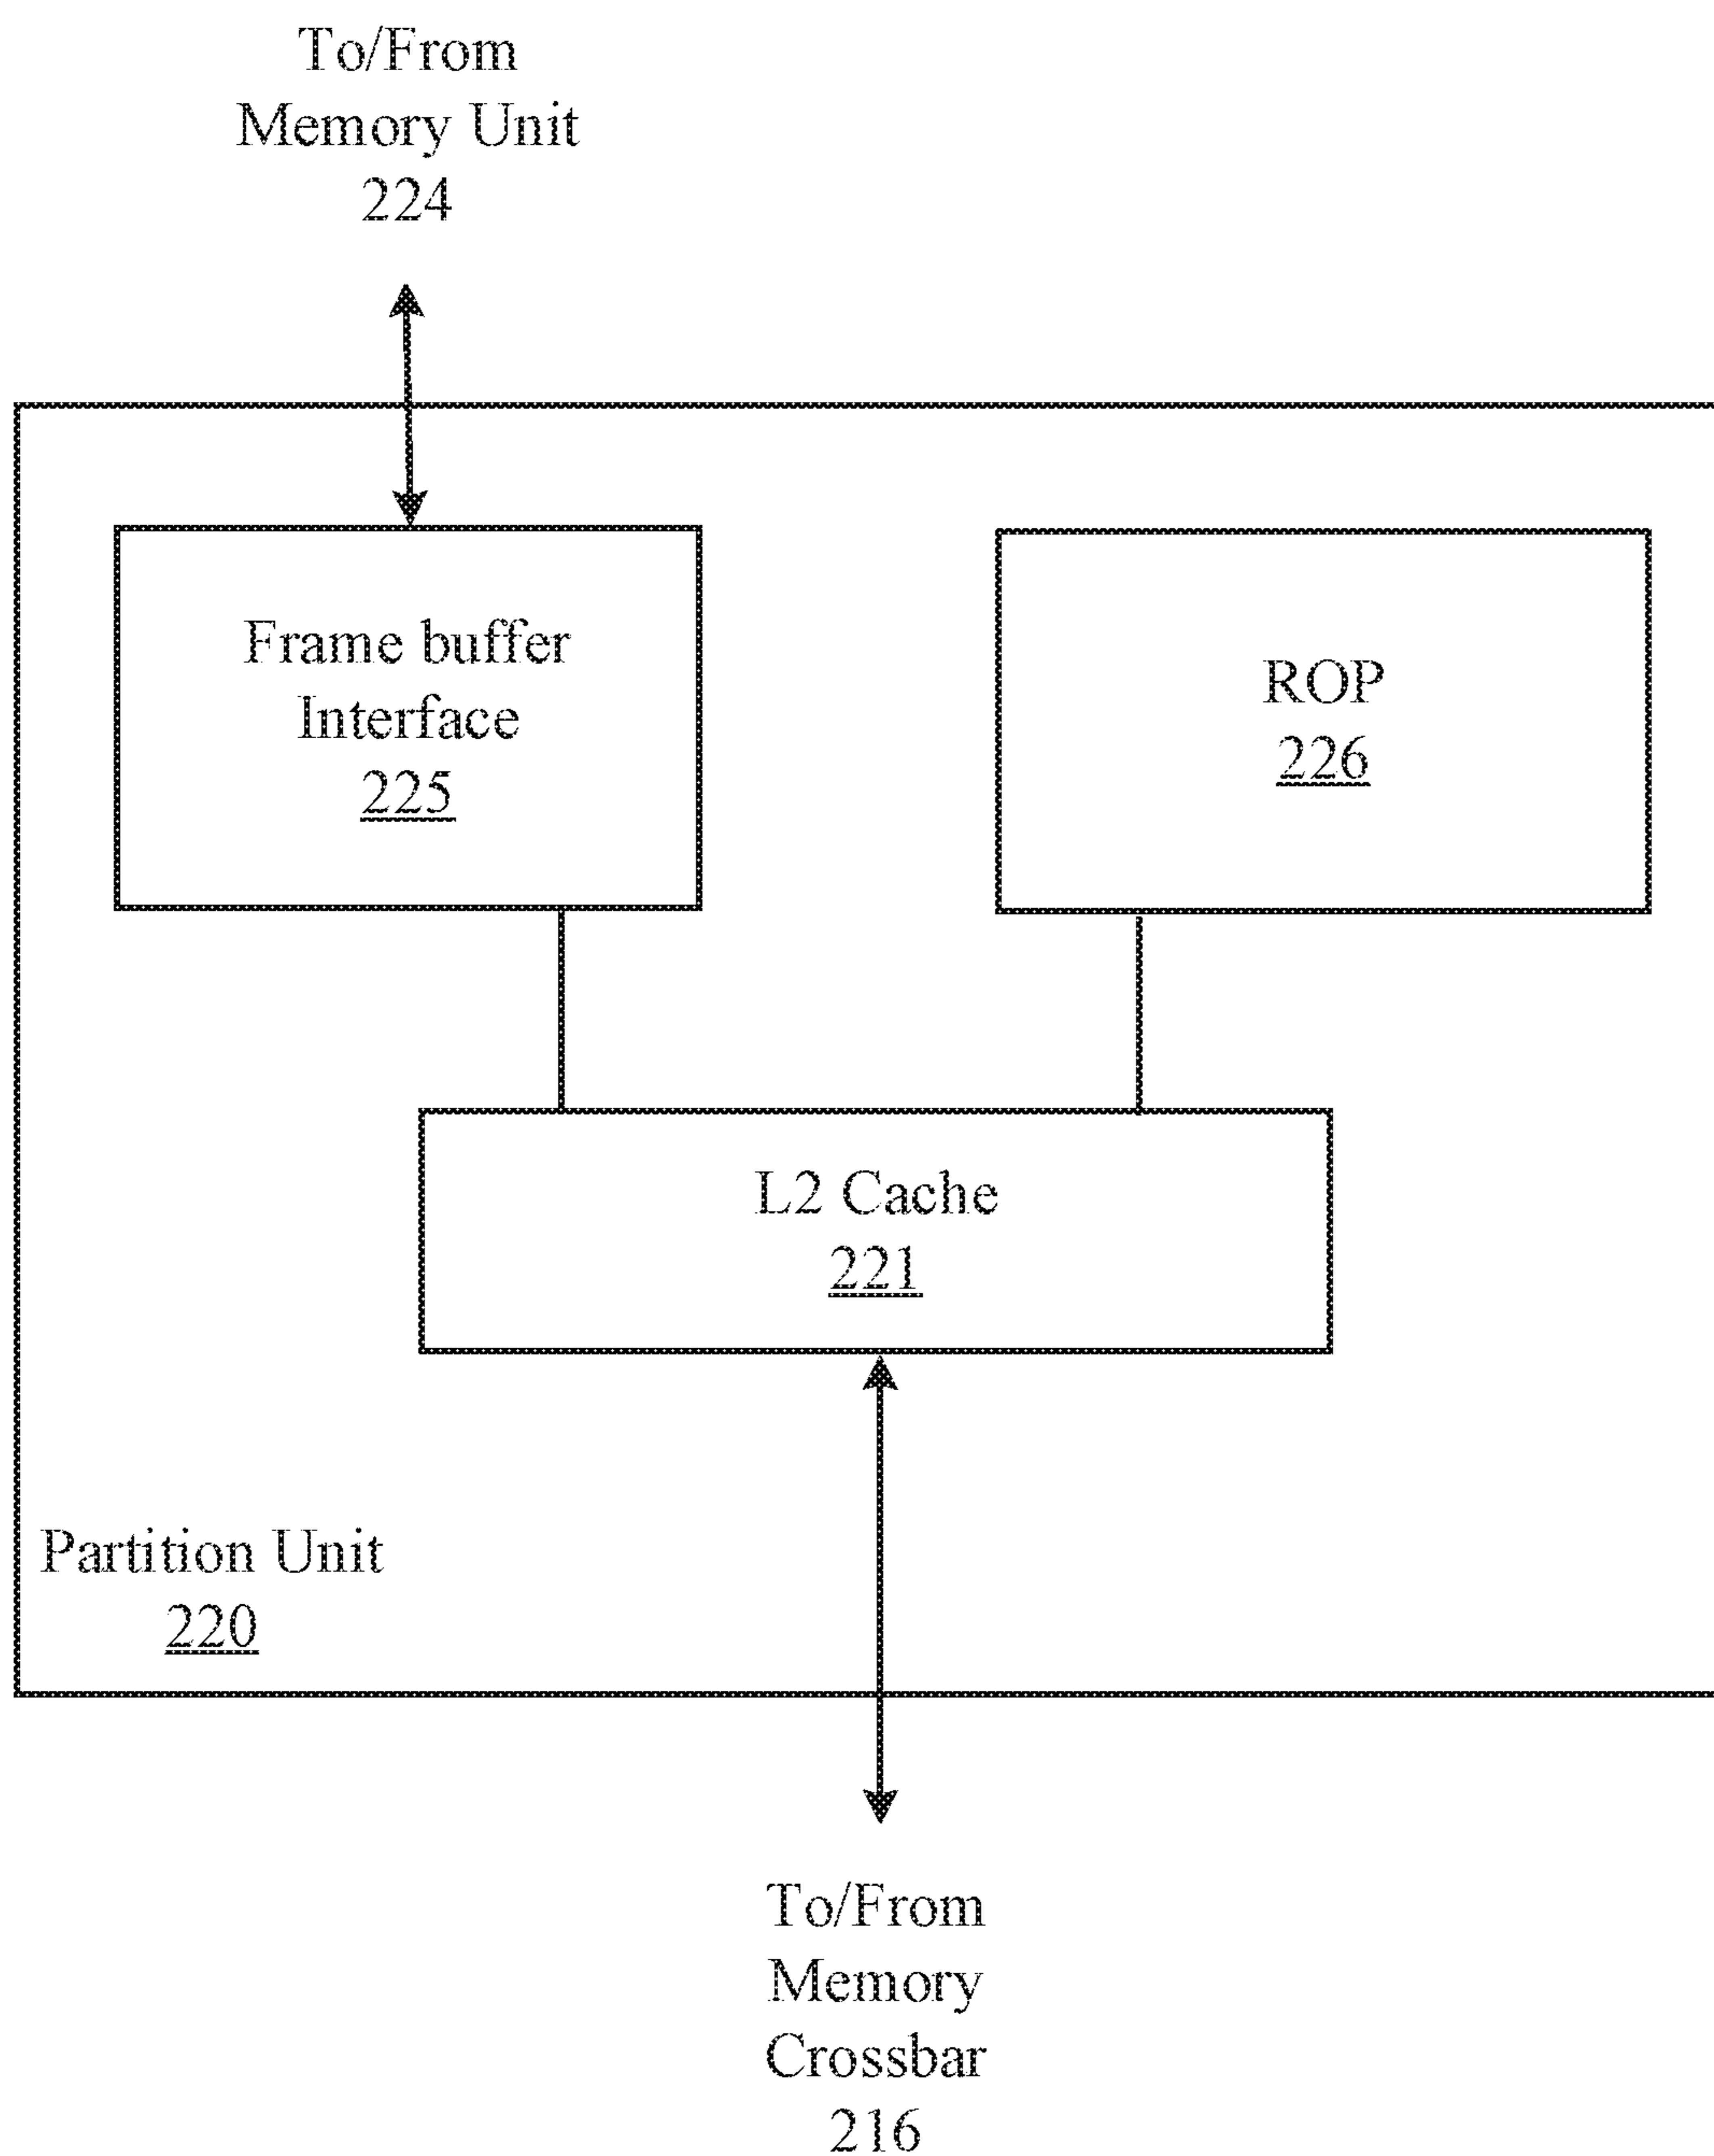 To/From
Memory Unit
224
Frame buffer
Interface
225
ROP
226
L2 Cache
221
Partition Unit
220
To/From
Memory
Crossbar
216